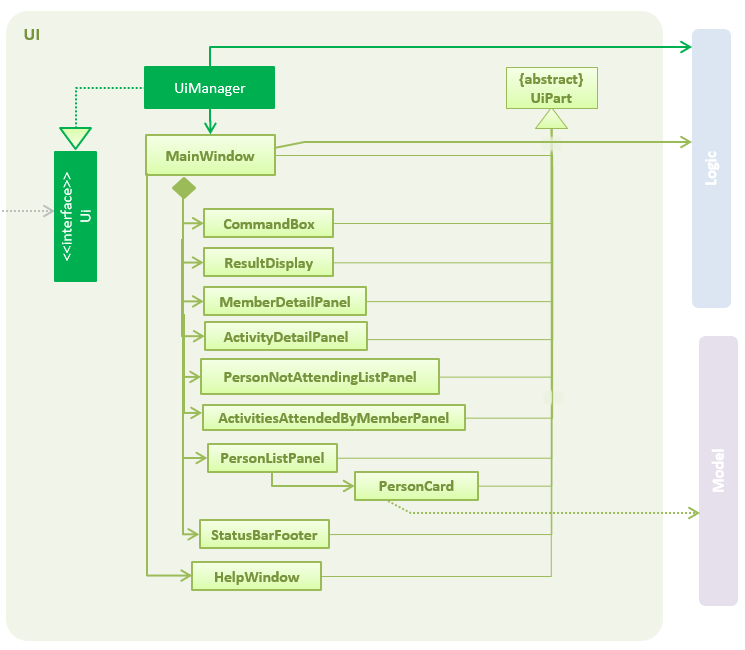 UI
UiManager
{abstract}
UiPart
MainWindow
Logic
<<interface>>
Ui
CommandBox
ResultDisplay
MemberDetailPanel
ActivityDetailPanel
PersonNotAttendingListPanel
ActivitiesAttendedByMemberPanel
PersonListPanel
PersonCard
Model
StatusBarFooter
HelpWindow